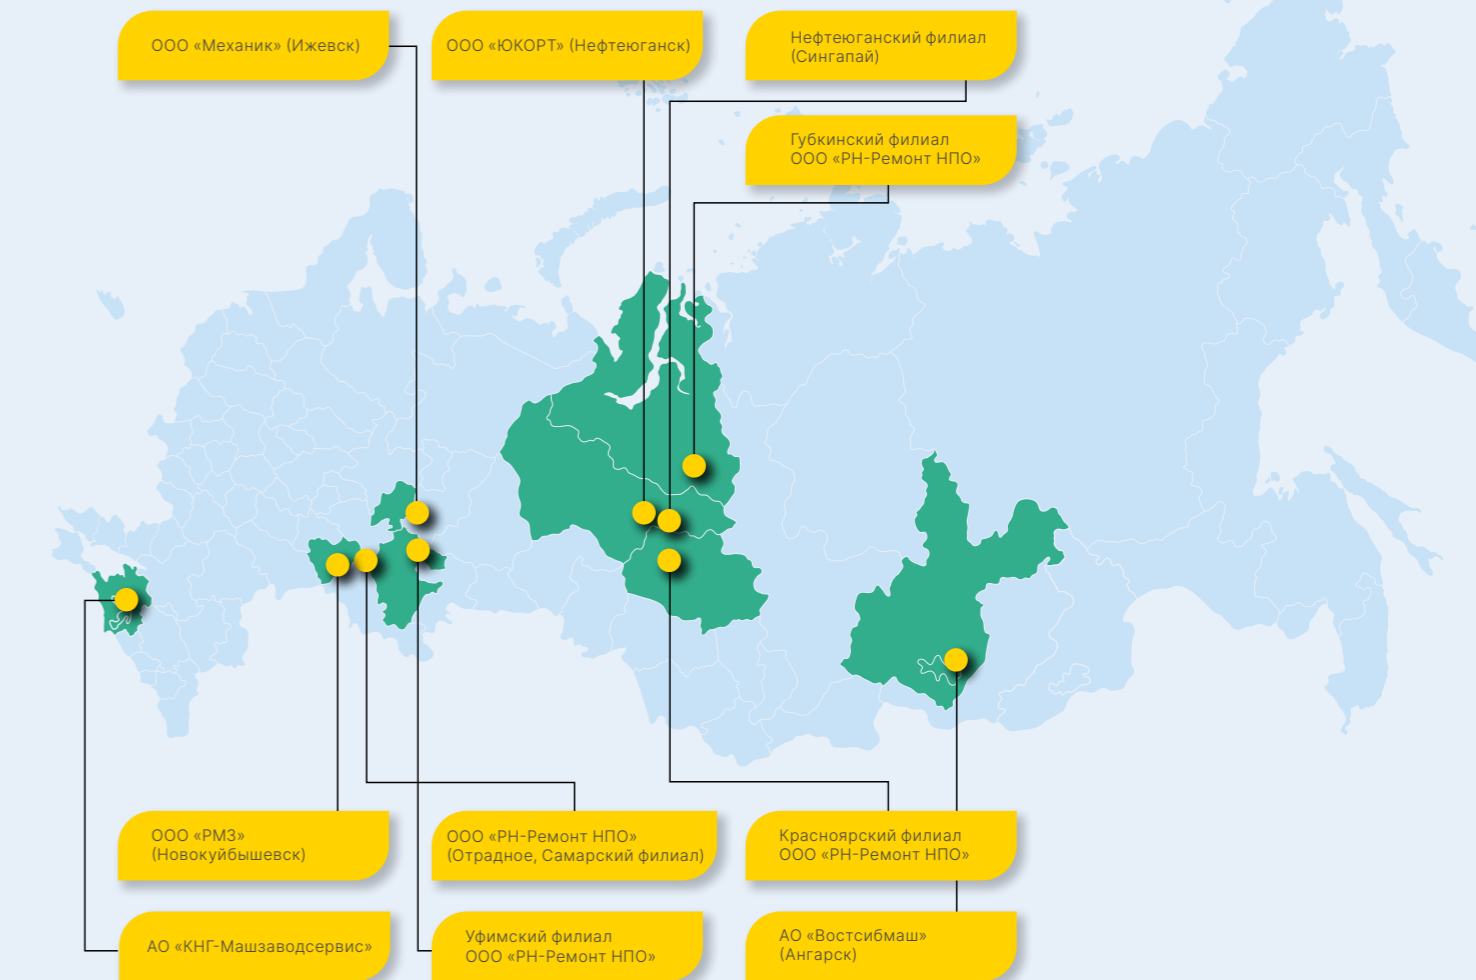 ООО «Механик» (Ижевск)
ООО «ЮКОРТ» (Нефтеюганск)
Нефтеюганский филиал
(Сингапай)
Губкинский филиал
ООО «РН-Ремонт НПО»
ООО «РМЗ»
(Новокуйбышевск)
ООО «РН-Ремонт НПО»
(Отрадное, Самарский филиал)
Красноярский филиал
ООО «РН-Ремонт НПО»
АО «КНГ-Машзаводсервис»
Уфимский филиал
ООО «РН-Ремонт НПО»
АО «Востсибмаш»
(Ангарск)